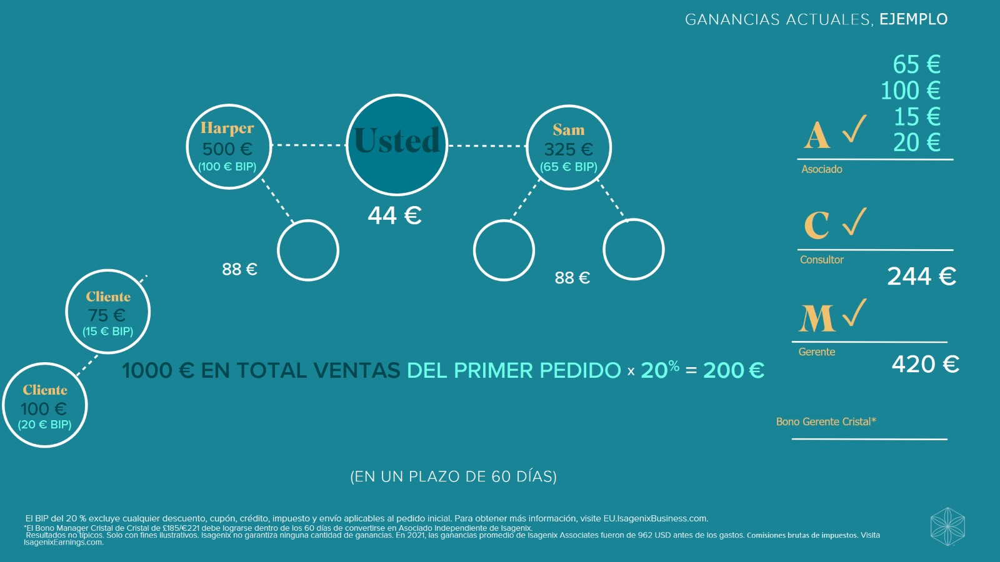 GANANCIAS ACTUALES, EJEMPLO
65 €
100 €
15 €
20 €
A ✓
Asociado
Harper
500 €
(100 € BIP)
Usted
44 €
Sam
325 €
(65 € BIP)
88 €
88 €
C ✓
Consultor
244 €
Cliente
75 €
(15 € BIP)
M ✓
Gerente
420 €
1000 € EN TOTAL VENTAS DEL PRIMER PEDIDO x 20% = 200 €
Cliente
100 €
(20 € BIP)
Bono Gerente Cristal*
(EN UN PLAZO DE 60 DÍAS)
El BIP del 20 % excluye cualquier descuento, cupón, crédito, impuesto y envío aplicables al pedido inicial. Para obtener más información, visite EU.IsagenixBusiness.com.
*El Bono Manager Cristal de Cristal de £185/€221 debe lograrse dentro de los 60 días de convertirse en Asociado Independiente de Isagenix.
Resultados no típicos. Solo con fines ilustrativos. Isagenix no garantiza ninguna cantidad de ganancias. En 2021, las ganancias promedio de Isagenix Associates fueron de 962 USD antes de los gastos. Comisiones brutas de impuestos. Visita
IsagenixEarnings.com.